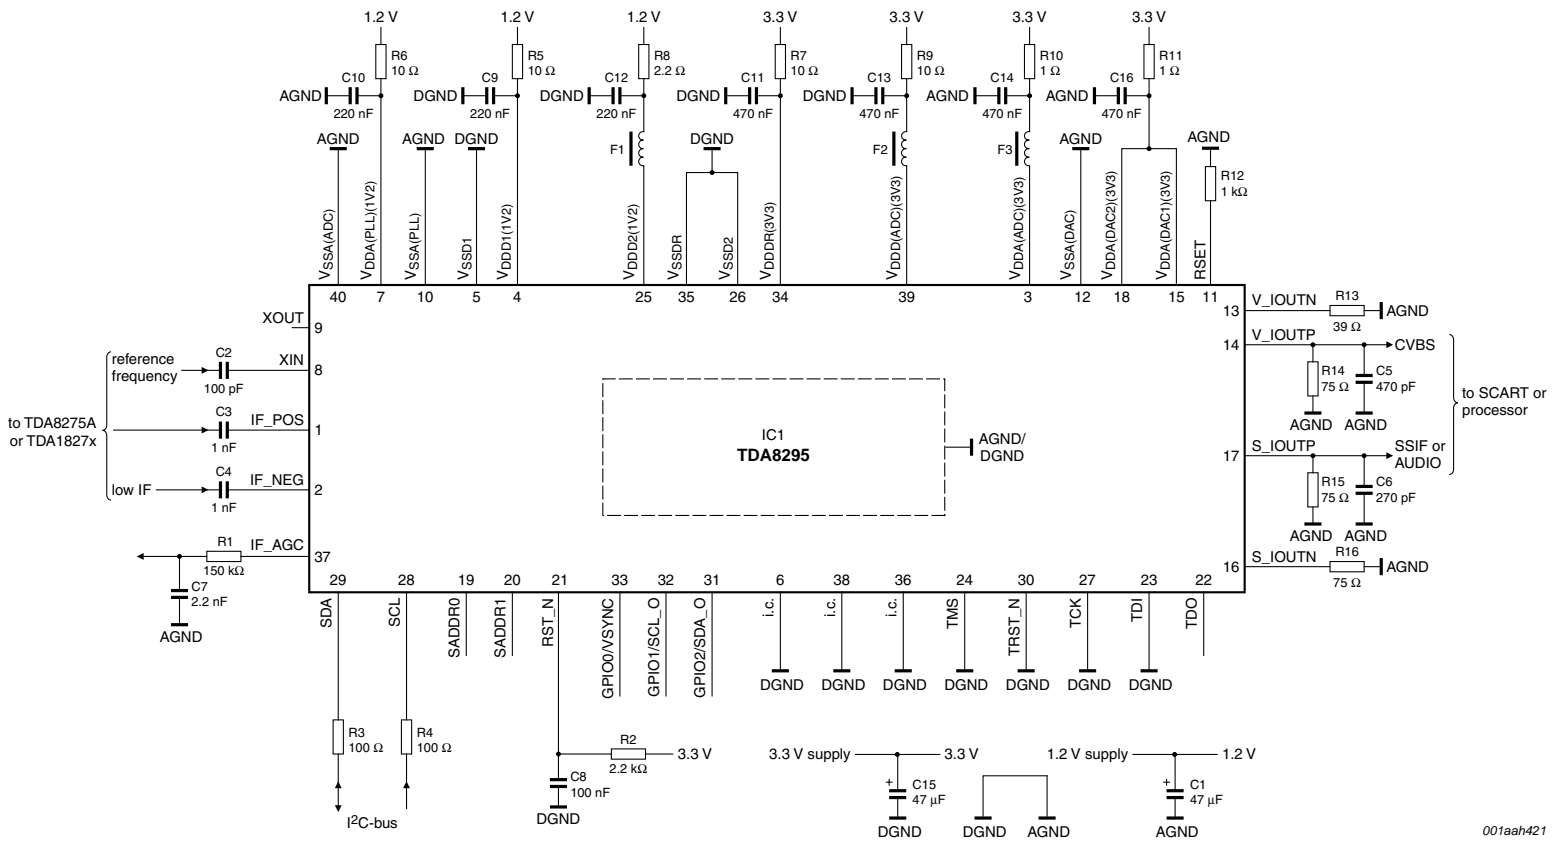 1.2 V 1.2 V 1.2 V 3.3 V 3.3 V 3.3 V 3.3 V
R6 10 Ω R5 10 Ω R8 2.2 Ω R7 10 Ω R9 10 Ω R10 1 Ω R11 1 Ω
C10 C9 C12 C11 C13 C14 C16
AGND DGND DGND DGND DGND AGND AGND
220 nF 220 nF 220 nF 470 nF 470 nF 470 nF 470 nF
AGND AGND DGND DGND AGND AGND
F1 F2 F3
R12 1 kΩ
VSSA(ADC) VDDA(PLL)(1V2) VSSA(PLL) VSSD1 VDDD1(1V2) VDDD2(1V2) VSSDR VSSD2 VDDDR(3V3) VDDD(ADC)(3V3) VDDA(ADC)(3V3) VSSA(DAC) VDDA(DAC2)(3V3) VDDA(DAC1)(3V3) RSET
40 7 10 5 4 25 35 26 34 39 3 12 18 15 11
XOUT 9
reference frequency
C2 100 pF
XIN 8
to TDA8275A or TDA1827x
C3 1 nF
IF_POS 1
low IF
C4 1 nF
IF_NEG 2
R1 150 kΩ
IF_AGC 37
C7 2.2 nF
AGND
IC1
TDA8295
AGND/
DGND
13 V_IOUTN R13 39 Ω AGND
14 V_IOUTP CVBS
R14 75 Ω C5 470 pF
AGND AGND
to SCART or processor
17 S_IOUTP SSIF or AUDIO
R15 75 Ω C6 270 pF
AGND AGND
16 S_IOUTN R16 75 Ω AGND
29 28 19 20 21 33 32 31 6 38 36 24 30 27 23 22
SDA SCL SADDR0 SADDR1 RST_N GPIO0/VSYNC GPIO1/SCL_O GPIO2/SDA_O i.c. i.c. i.c. TMS TRST_N TCK TDI TDO
DGND DGND DGND DGND DGND DGND DGND
R3 100 Ω R4 100 Ω
I2C-bus
R2 2.2 kΩ 3.3 V
C8 100 nF
DGND
3.3 V supply 3.3 V
+ C15 47 µF
DGND
DGND AGND
1.2 V supply 1.2 V
+ C1 47 µF
AGND
001aah421